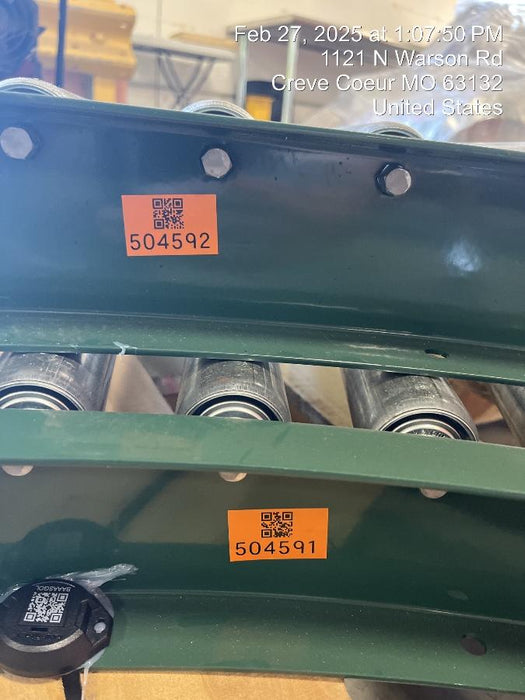 Feb 27, 2025 at 1:07:50 PM
1121 N Warson Rd
Creve Coeur MO 63132
United States
504592
504591